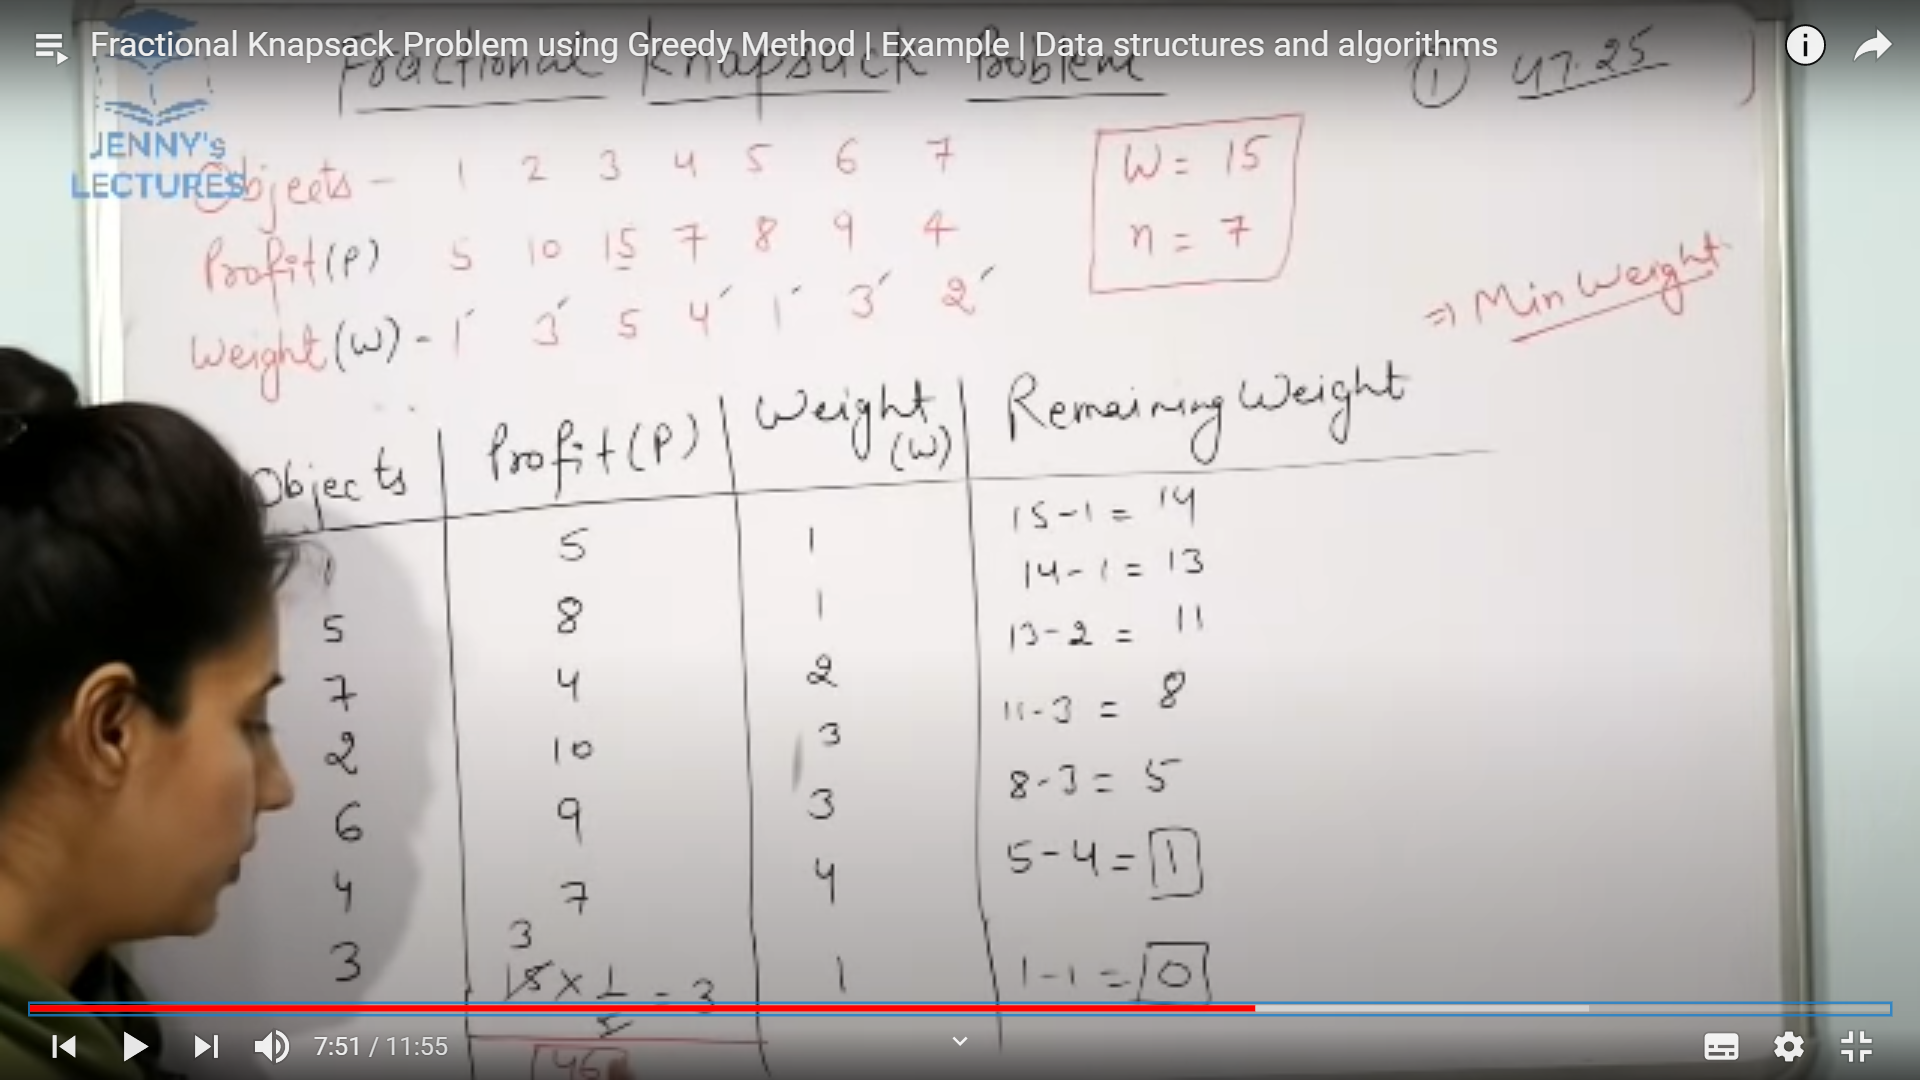 Fractional Knapsack Problem using Greedy Method | Example | Data structures and algorithms
Fractional Knapsack Problem
① 47.25
JENNY's
LECTURES
Objects - 1 2 3 4 5 6 7
Profit(P) 5 10 15 7 8 9 4
Weight(W) - 1 3 5 4 1 3 2
W = 15
n = 7
⇒ Min Weight
Objects Profit(P) Weight (W) Remaining Weight
1 5 1 15-1 = 14
5 8 1 14-1 = 13
7 4 2 13-2 = 11
2 10 3 11-3 = 8
6 9 3 8-3 = 5
4 7 4 5-4 = 1
3
3 15 x 1/5 = 3 1 1-1 = 0
46
7:51 / 11:55